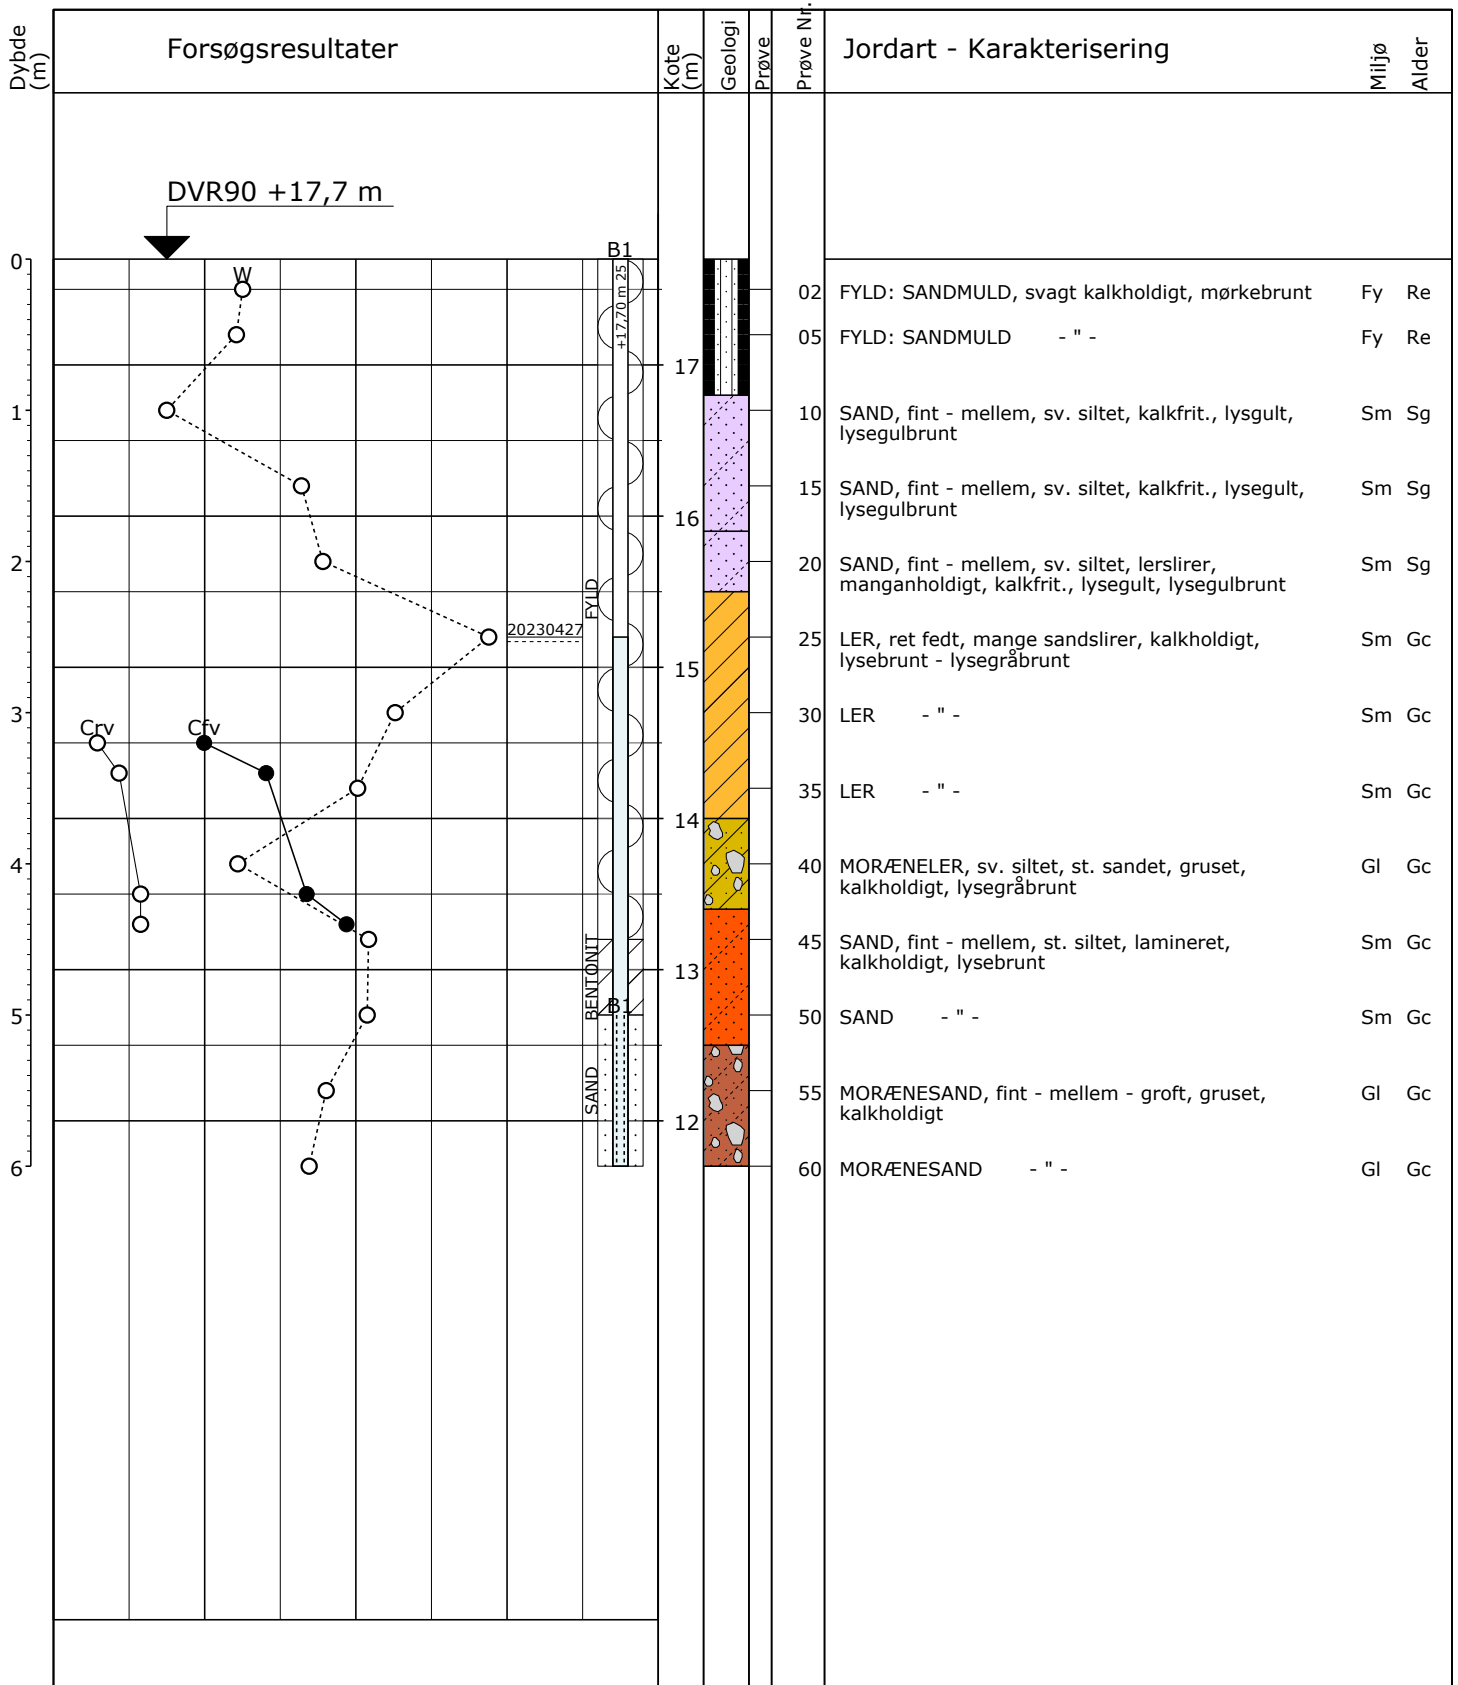 Dybde
(m)
Forsøgsresultater
Kote
(m)
Geologi
Prøve
Prøve Nr.
Jordart - Karakterisering
Miljø
Alder
DVR90 +17,7 m
0
1
2
3
4
5
6
W
Crv
Cfv
20230427
B1
+17,70 m 25
FYLD
BENTONIT
B1
SAND
17
16
15
14
13
12
02 FYLD: SANDMULD, svagt kalkholdigt, mørkebrunt Fy Re
05 FYLD: SANDMULD - " - Fy Re
10 SAND, fint - mellem, sv. siltet, kalkfrit., lysgult, Sm Sg
lysegulbrunt
15 SAND, fint - mellem, sv. siltet, kalkfrit., lysegult, Sm Sg
lysegulbrunt
20 SAND, fint - mellem, sv. siltet, lerslirer, Sm Sg
manganholdigt, kalkfrit., lysegult, lysegulbrunt
25 LER, ret fedt, mange sandslirer, kalkholdigt, Sm Gc
lysebrunt - lysegråbrunt
30 LER - " - Sm Gc
35 LER - " - Sm Gc
40 MORÆNELER, sv. siltet, st. sandet, gruset, Gl Gc
kalkholdigt, lysegråbrunt
45 SAND, fint - mellem, st. siltet, lamineret, Sm Gc
kalkholdigt, lysebrunt
50 SAND - " - Sm Gc
55 MORÆNESAND, fint - mellem - groft, gruset, Gl Gc
kalkholdigt
60 MORÆNESAND - " - Gl Gc